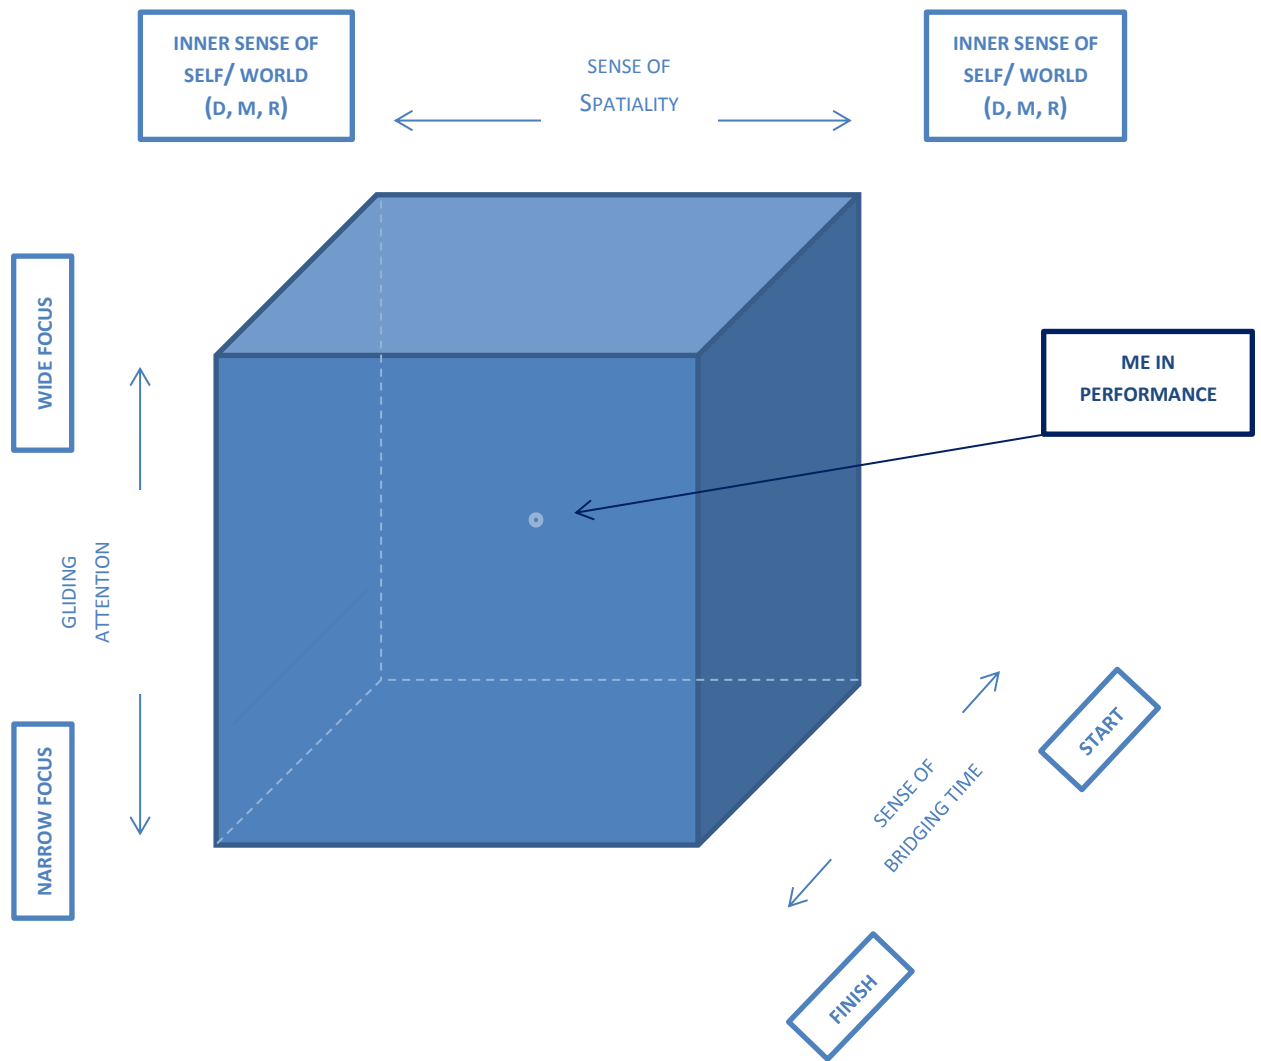 INNER SENSE OF
SELF/ WORLD
(D, M, R)
SENSE OF
SPATIALITY
INNER SENSE OF
SELF/ WORLD
(D, M, R)
WIDE FOCUS
ME IN
PERFORMANCE
GLIDING
ATTENTION
NARROW FOCUS
START
SENSE OF
BRIDGING TIME
FINISH